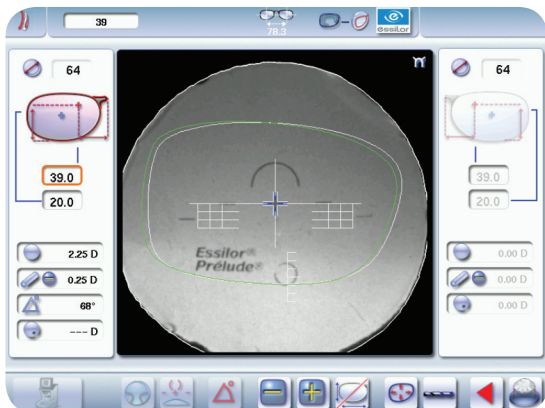 39
78.3
essilor
64
39.0
20.0
2.25 D
0.25 D
68°
--- D
Essilor®
Prélude®
64
39.0
20.0
0.00 D
0.00 D
0.00 D